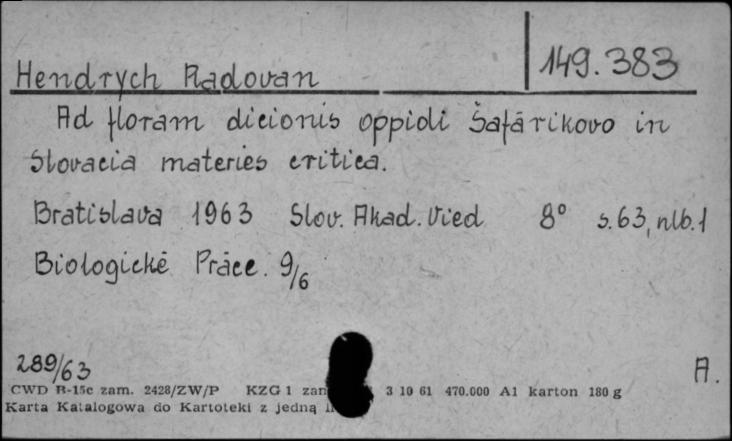 149.383
Hendrych Radovan
Ad floram dicionis oppidi Šafárikovo in
Slovacia materies critica.
Bratislava 1963 Slov. Akad. Vied 8° s. 63, nlb. 1
Biologické Práce. 9/6
289/63
A.
CWD B-15c zam. 2428/ZW/P KZG 1 3 10 61 470.000 A1 karton 180 g
Karta Katalogowa do Kartoteki z jedną